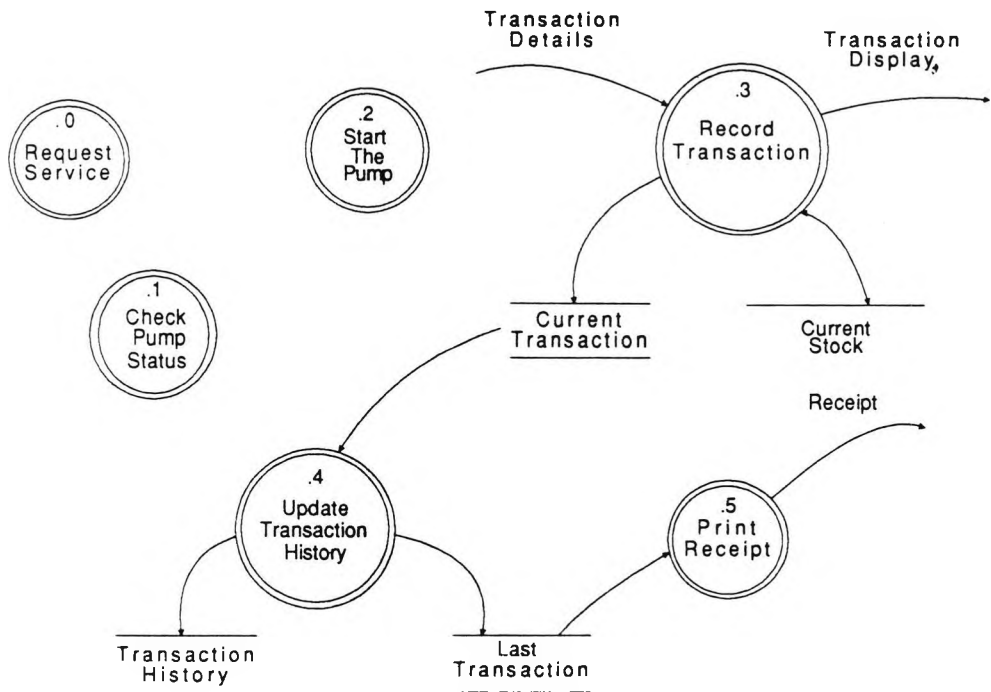 Transaction
Details
Transaction
Display
.0
Request
Service
.2
Start
The
Pump
.3
Record
Transaction
.1
Check
Pump
Status
Current
Transaction
Current
Stock
Receipt
.4
Update
Transaction
History
.5
Print
Receipt
Transaction
History
Last
Transaction